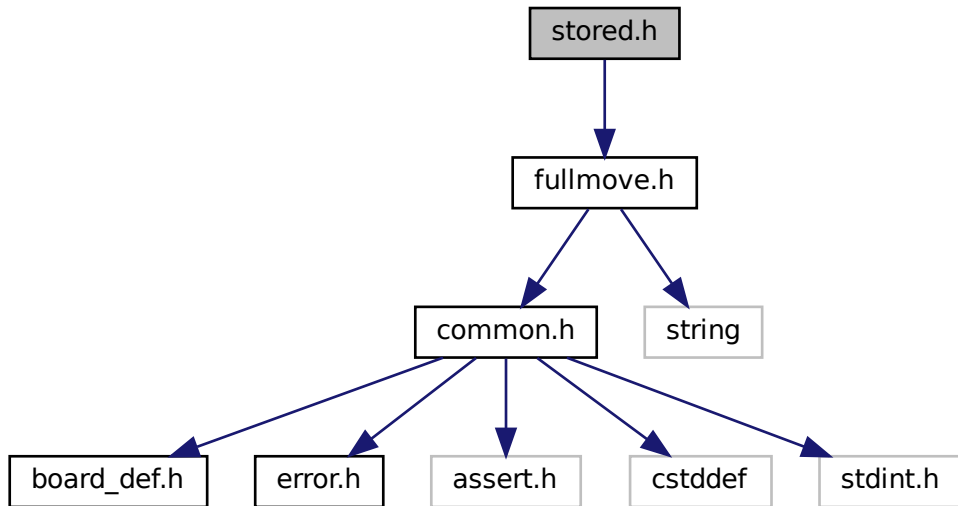 stored.h
fullmove.h
common.h
string
board_def.h
error.h
assert.h
cstddef
stdint.h